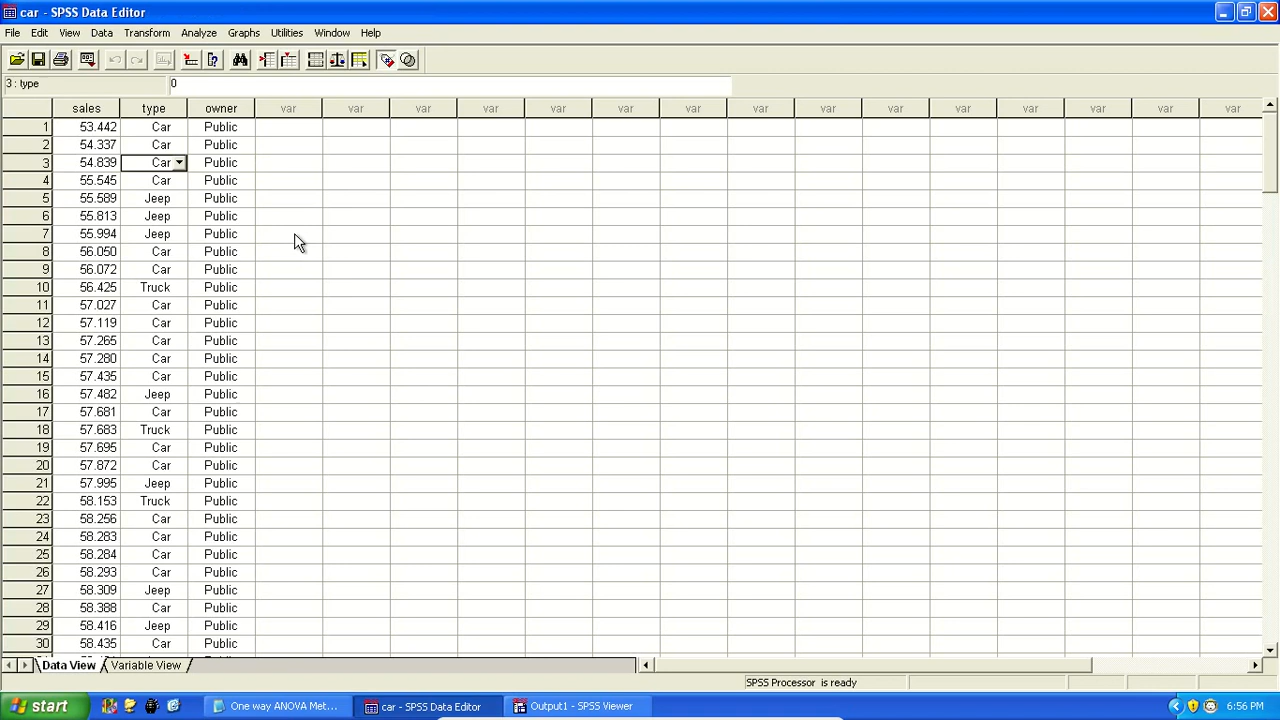 car - SPSS Data Editor
File Edit View Data Transform Analyze Graphs Utilities Window Help
3 : type 0
sales type owner var var var var var var var var var var var var var var var
1 53.442 Car Public
2 54.337 Car Public
3 54.839 Car Public
4 55.545 Car Public
5 55.589 Jeep Public
6 55.813 Jeep Public
7 55.994 Jeep Public
8 56.050 Car Public
9 56.072 Car Public
10 56.425 Truck Public
11 57.027 Car Public
12 57.119 Car Public
13 57.265 Car Public
14 57.280 Car Public
15 57.435 Car Public
16 57.482 Jeep Public
17 57.681 Car Public
18 57.683 Truck Public
19 57.695 Car Public
20 57.872 Car Public
21 57.995 Jeep Public
22 58.153 Truck Public
23 58.256 Car Public
24 58.283 Car Public
25 58.284 Car Public
26 58.293 Car Public
27 58.309 Jeep Public
28 58.388 Car Public
29 58.416 Jeep Public
30 58.435 Car Public
Data View Variable View
SPSS Processor is ready
start One way ANOVA Met... car - SPSS Data Editor Output1 - SPSS Viewer 6:56 PM